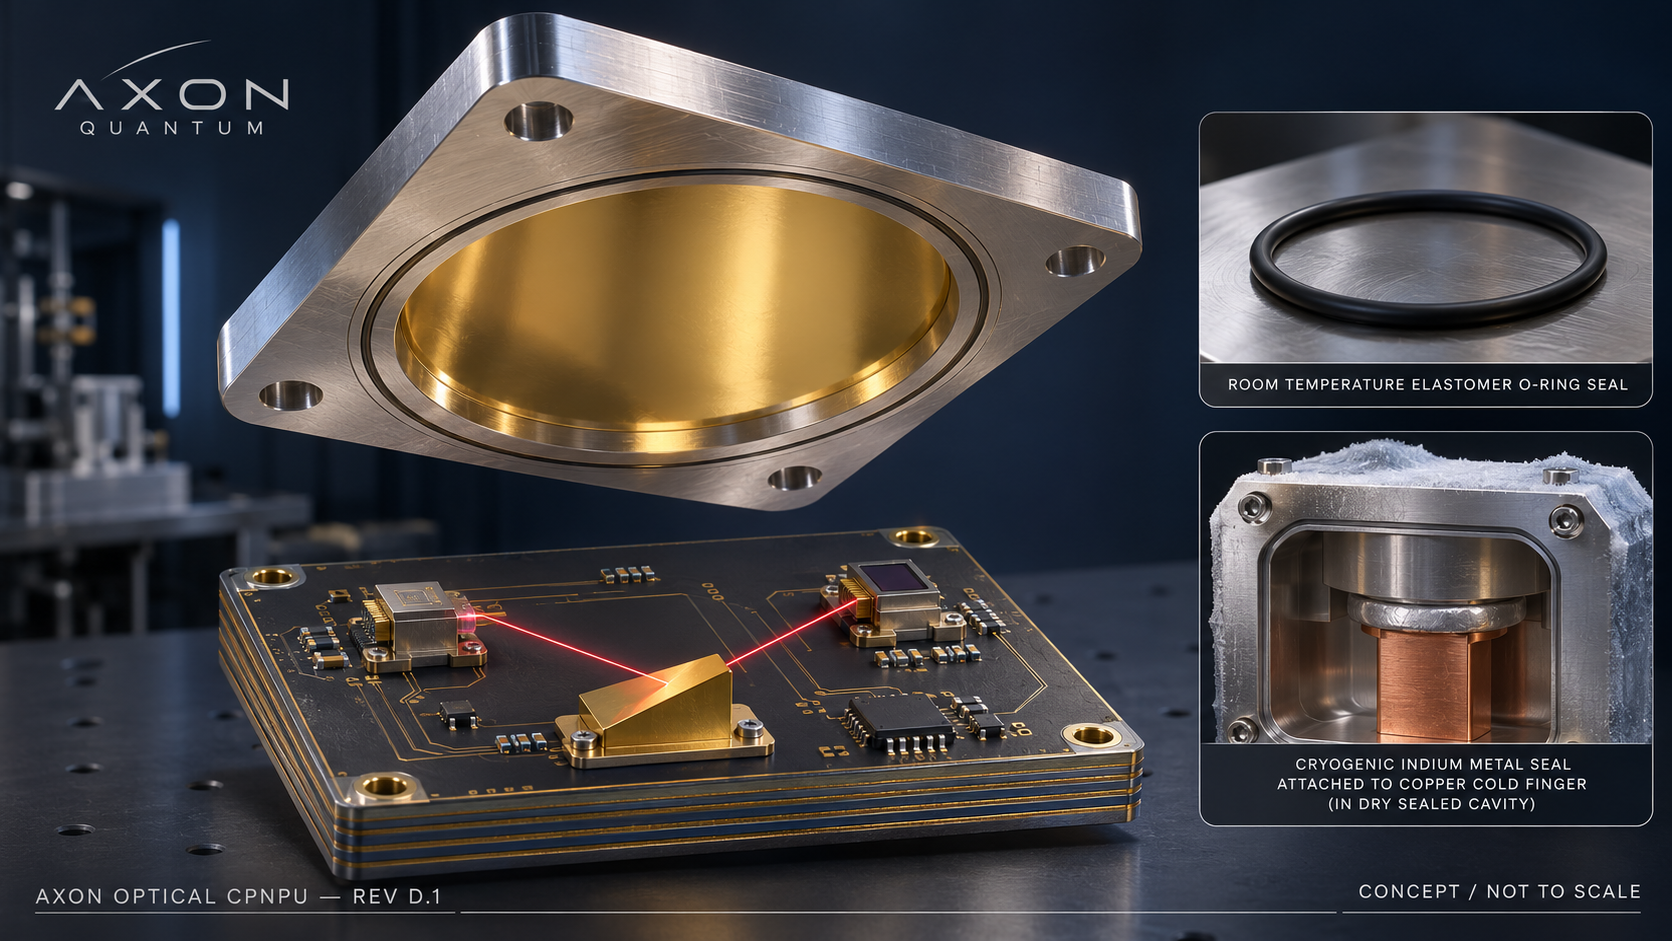 AXON
QUANTUM
ROOM TEMPERATURE ELASTOMER O-RING SEAL
CRYOGENIC INDIUM METAL SEAL
ATTACHED TO COPPER COLD FINGER
(IN DRY SEALED CAVITY)
AXON OPTICAL CPNPU — REV D.1
CONCEPT / NOT TO SCALE